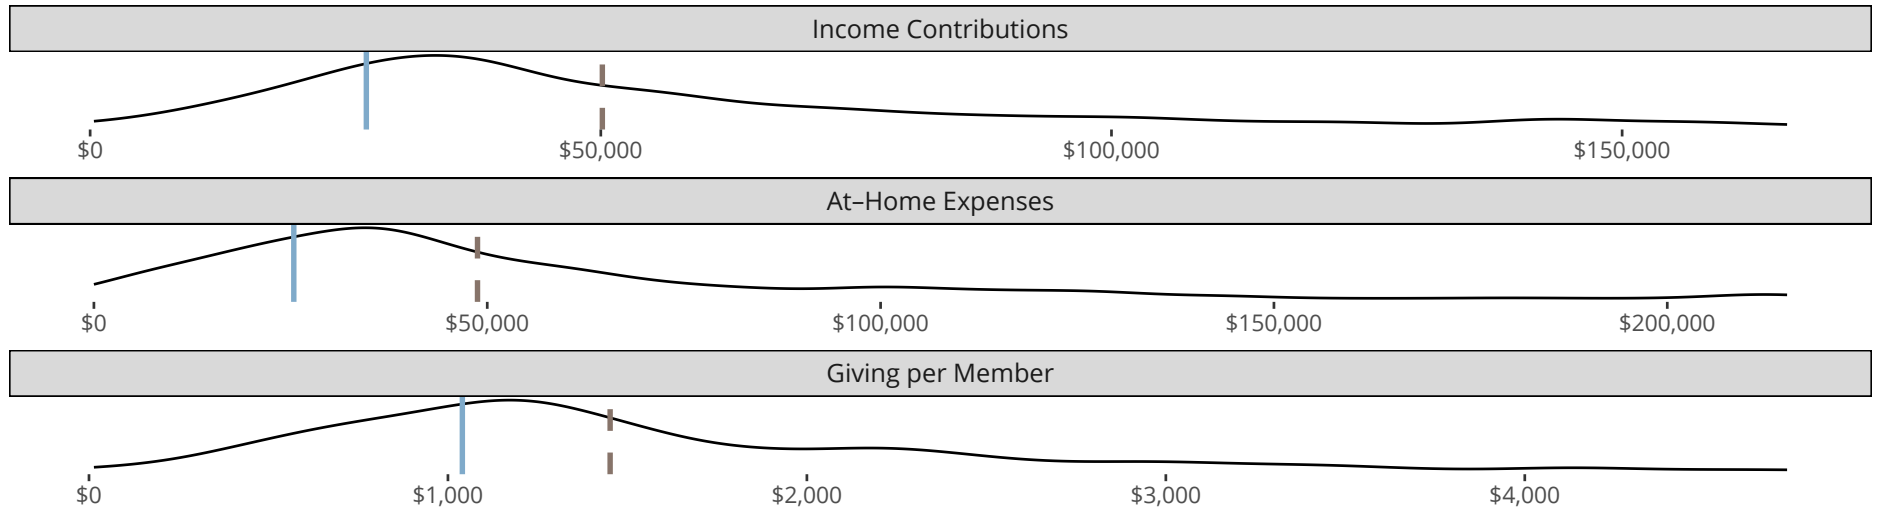 Income Contributions
$0 $50,000 $100,000 $150,000
At–Home Expenses
$0 $50,000 $100,000 $150,000 $200,000
Giving per Member
$0 $1,000 $2,000 $3,000 $4,000